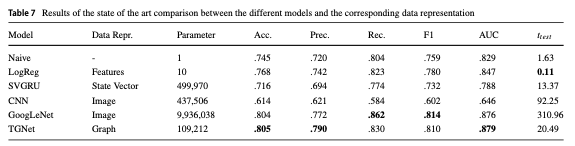 Table 7 Results of the state of the art comparison between the different models and the corresponding data representation
Model Data Repr. Parameter Acc. Prec. Rec. F1 AUC t_test
Naive - 1 .745 .720 .804 .759 .829 1.63
LogReg Features 10 .768 .742 .823 .780 .847 0.11
SVGRU State Vector 499,970 .716 .694 .774 .732 .788 13.37
CNN Image 437,506 .614 .621 .584 .602 .646 92.25
GoogLeNet Image 9,936,038 .804 .772 .862 .814 .876 310.96
TGNet Graph 109,212 .805 .790 .830 .810 .879 20.49